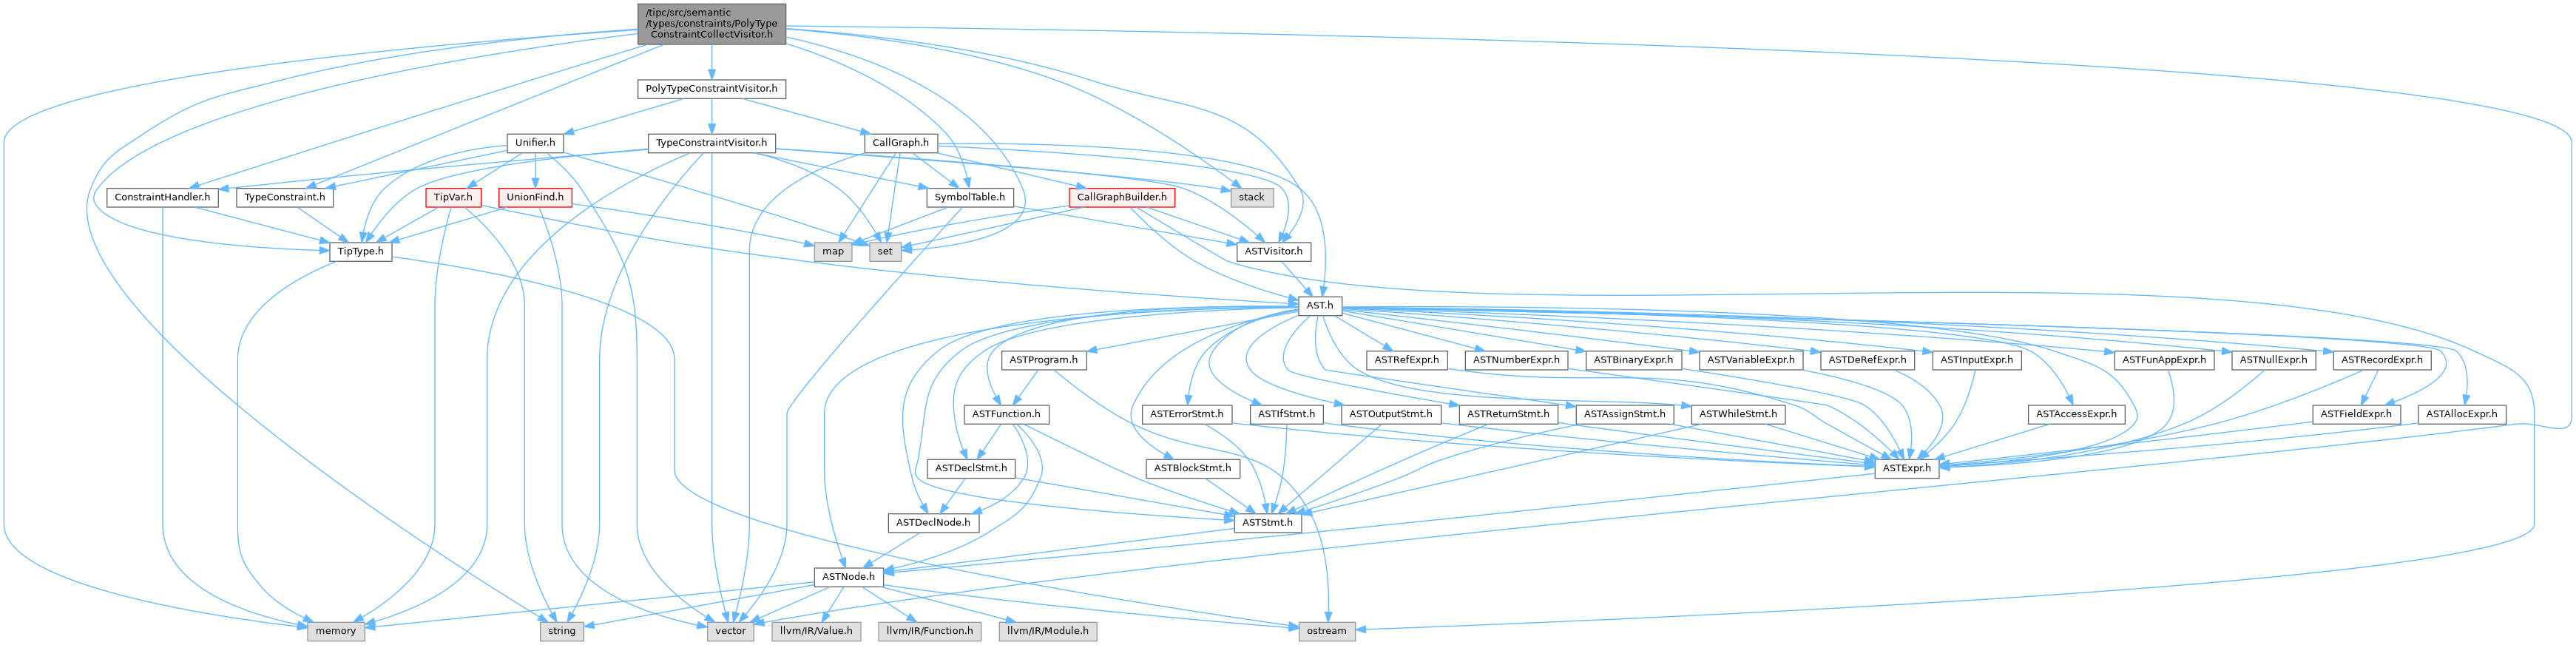 /tipc/src/semantic
/types/constraints/PolyType
ConstraintCollectVisitor.h
PolyTypeConstraintVisitor.h
Unifier.h
TypeConstraintVisitor.h
CallGraph.h
ConstraintHandler.h
TypeConstraint.h
TipVar.h
UnionFind.h
SymbolTable.h
CallGraphBuilder.h
stack
TipType.h
map
set
ASTVisitor.h
AST.h
ASTProgram.h
ASTRefExpr.h
ASTNumberExpr.h
ASTBinaryExpr.h
ASTVariableExpr.h
ASTDeRefExpr.h
ASTInputExpr.h
ASTFunAppExpr.h
ASTNullExpr.h
ASTRecordExpr.h
ASTFunction.h
ASTErrorStmt.h
ASTIfStmt.h
ASTOutputStmt.h
ASTReturnStmt.h
ASTAssignStmt.h
ASTWhileStmt.h
ASTAccessExpr.h
ASTFieldExpr.h
ASTAllocExpr.h
ASTDeclStmt.h
ASTBlockStmt.h
ASTExpr.h
ASTDeclNode.h
ASTStmt.h
ASTNode.h
memory
string
vector
llvm/IR/Value.h
llvm/IR/Function.h
llvm/IR/Module.h
ostream